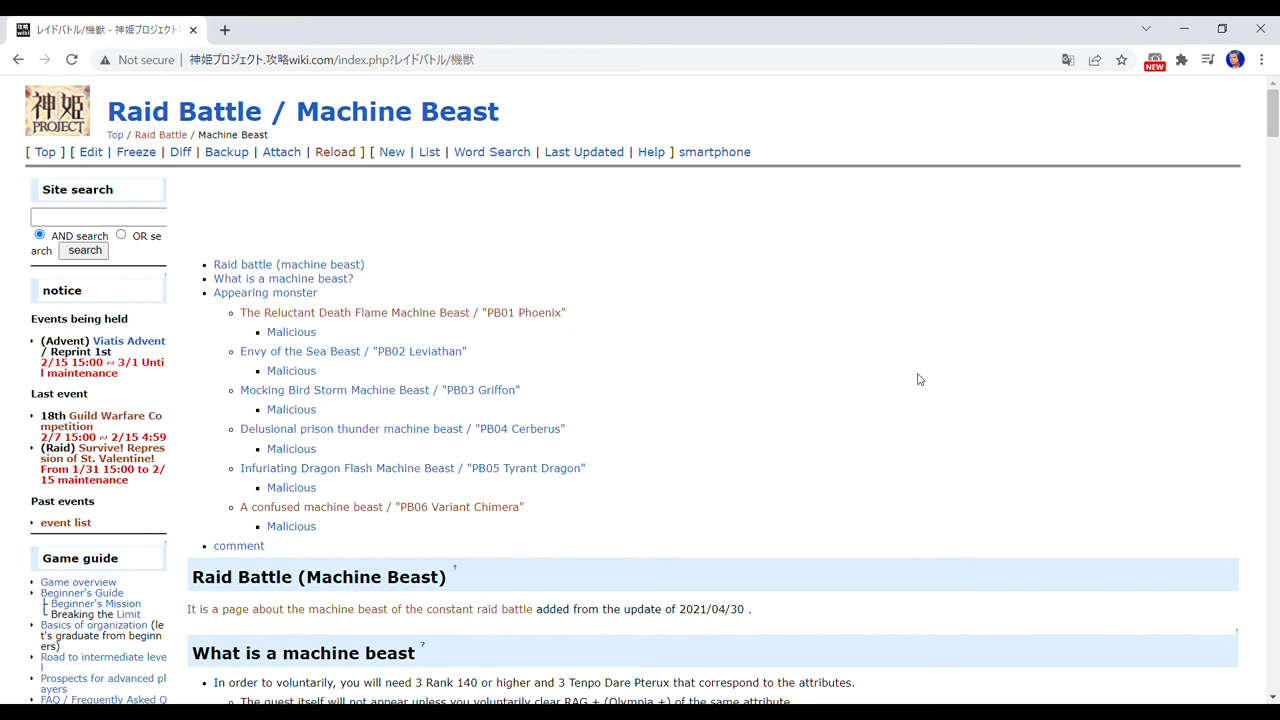 レイドバトル/機獣 - 神姫プロジェクト
Not secure 神姫プロジェクト.攻略wiki.com/index.php?レイドバトル/機獣
NEW
神姫
PROJECT
Raid Battle / Machine Beast
Top / Raid Battle / Machine Beast
[ Top ] [ Edit | Freeze | Diff | Backup | Attach | Reload ] [ New | List | Word Search | Last Updated | Help ] smartphone
Site search
AND search OR se
arch search
notice
Events being held
(Advent) Viatis Advent
/ Reprint 1st
2/15 15:00 ~ 3/1 Unti
l maintenance
Last event
18th Guild Warfare Co
mpetition
2/7 15:00 ~ 2/15 4:59
(Raid) Survive! Repres
sion of St. Valentine!
From 1/31 15:00 to 2/
15 maintenance
Past events
event list
Game guide
Game overview
Beginner's Guide
├ Beginner's Mission
└ Breaking the Limit
Basics of organization (le
t's graduate from beginn
ers)
Road to intermediate leve
l
Prospects for advanced pl
ayers
FAQ / Frequently Asked Q
Raid battle (machine beast)
What is a machine beast?
Appearing monster
The Reluctant Death Flame Machine Beast / "PB01 Phoenix"
Malicious
Envy of the Sea Beast / "PB02 Leviathan"
Malicious
Mocking Bird Storm Machine Beast / "PB03 Griffon"
Malicious
Delusional prison thunder machine beast / "PB04 Cerberus"
Malicious
Infuriating Dragon Flash Machine Beast / "PB05 Tyrant Dragon"
Malicious
A confused machine beast / "PB06 Variant Chimera"
Malicious
comment
Raid Battle (Machine Beast) †
It is a page about the machine beast of the constant raid battle added from the update of 2021/04/30 .
What is a machine beast ?
In order to voluntarily, you will need 3 Rank 140 or higher and 3 Tenpo Dare Pterux that correspond to the attributes.
The quest itself will not appear unless you voluntarily clear RAG + (Olympia +) of the same attribute.